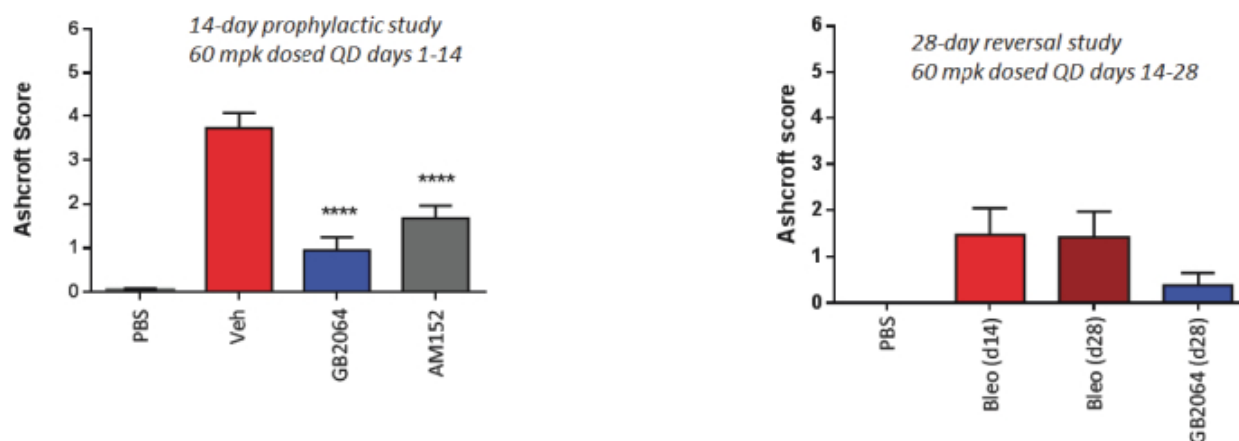 14-day prophylactic study
60 mpk dosed QD days 1-14
Ashcroft Score
6
5
4
3
2
1
0
****
****
PBS
Veh
GB2064
AM152
28-day reversal study
60 mpk dosed QD days 14-28
Ashcroft score
6
5
4
3
2
1
0
PBS
Bleo (d14)
Bleo (d28)
GB2064 (d28)